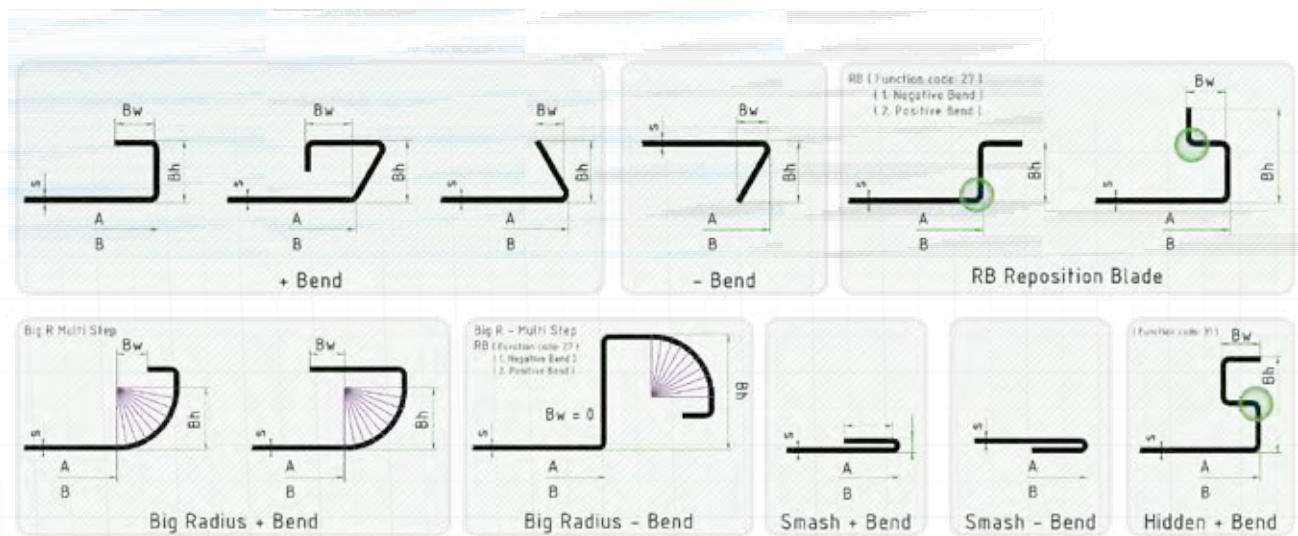 Bw
s
Bh
A
B
Bw
s
Bh
A
B
Bw
s
Bh
A
B
+ Bend
Bw
s
Bh
A
B
- Bend
RB ( Function code: 27 )
( 1. Negative Bend )
( 2. Positive Bend )
s
Bh
A
B
Bw
s
Bh
A
B
RB Reposition Blade
Big R Multi Step
Bw
s
Bh
A
B
Bw
s
Bh
A
B
Big Radius + Bend
Big R - Multi Step
RB ( Function code: 27 )
( 1. Negative Bend )
( 2. Positive Bend )
Bw = 0
s
Bh
A
B
Big Radius - Bend
s
A
B
Smash + Bend
s
A
B
Smash - Bend
Bw
s
Bh
A
B
Hidden + Bend